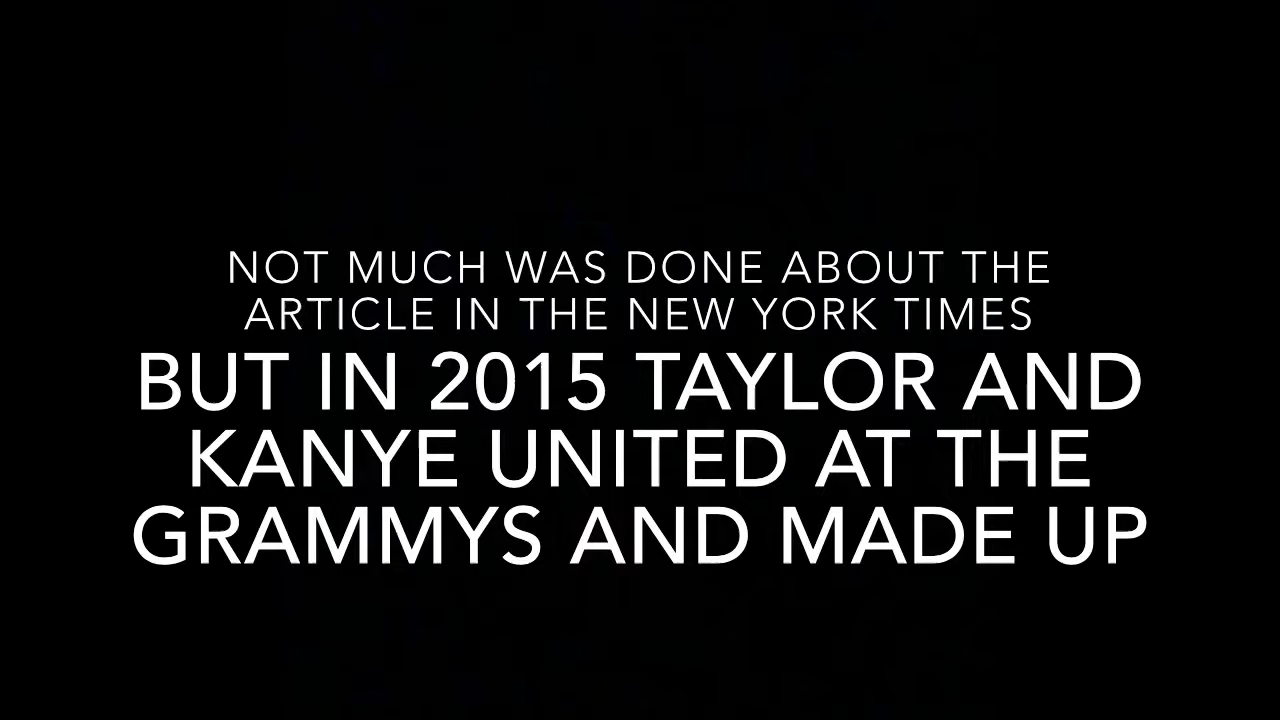 NOT MUCH WAS DONE ABOUT THE
ARTICLE IN THE NEW YORK TIMES
BUT IN 2015 TAYLOR AND
KANYE UNITED AT THE
GRAMMYS AND MADE UP